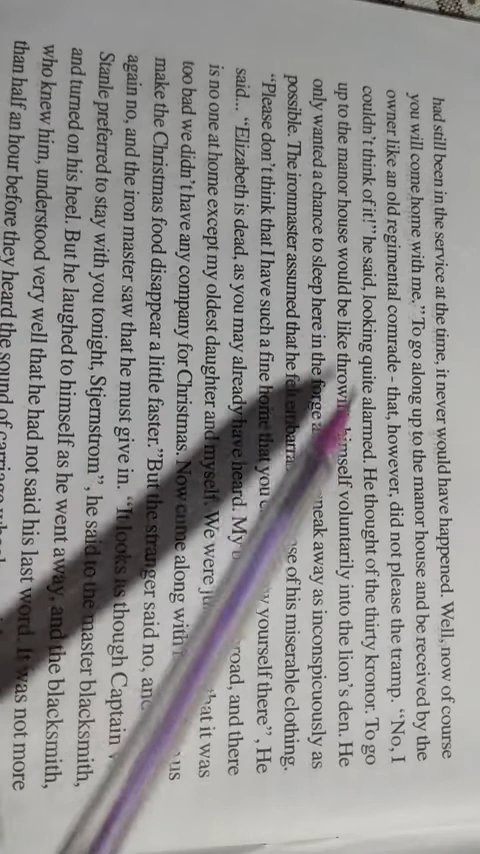 had still been in the service at the time, it never would have happened. Well, now of course
you will come home with me." To go along up to the manor house and be received by the
owner like an old regimental comrade - that, however, did not please the tramp. "No, I
couldn't think of it!" he said, looking quite alarmed. He thought of the thirty kronor. To go
up to the manor house would be like throwing himself voluntarily into the lion's den. He
only wanted a chance to sleep here in the forge sneak away as inconspicuously as
possible. The ironmaster assumed that he felt of his miserable clothing.
"Please don't think that I have such a fine home that you yourself there", He
said... "Elizabeth is dead, as you may already have heard. My road, and there
is no one at home except my oldest daughter and myself. We were that it was
too bad we didn't have any company for Christmas. Now come along with
make the Christmas food disappear a little faster."But the stranger said no, and
again no, and the iron master saw that he must give in. "It looks as though Captain
Stanle preferred to stay with you tonight, Stjernstrom", he said to the master blacksmith,
and turned on his heel. But he laughed to himself as he went away, and the blacksmith,
who knew him, understood very well that he had not said his last word. It was not more
than half an hour before they heard the sound of carriage